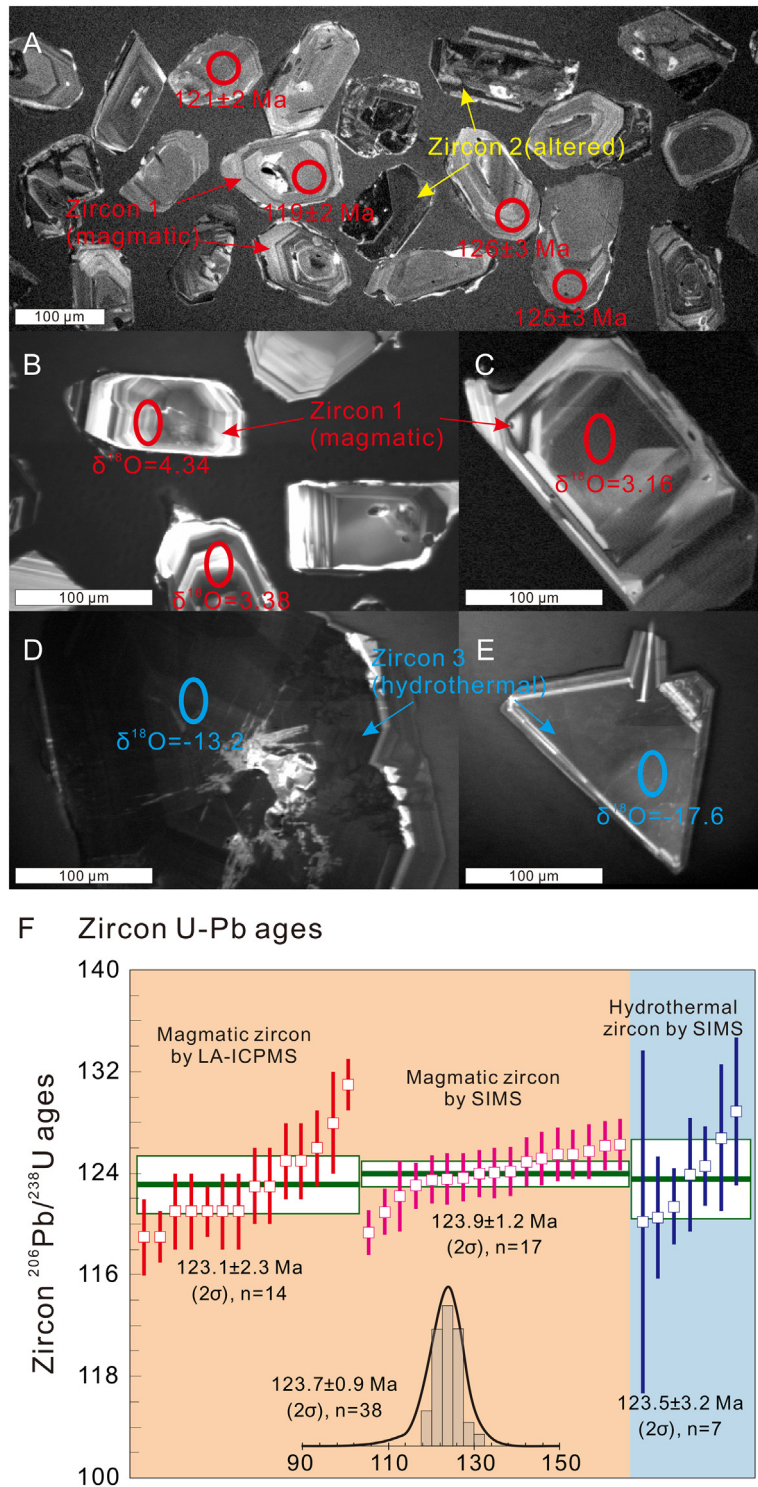 A
121±2 Ma
Zircon 2(altered)
Zircon 1
(magmatic)
119±2 Ma
126±3 Ma
125±3 Ma
100 μm
B
C
Zircon 1
(magmatic)
δ¹⁸O=4.34
δ¹⁸O=3.16
δ¹⁸O=3.38
100 μm
100 μm
D
Zircon 3
(hydrothermal)
E
δ¹⁸O=-13.2
δ¹⁸O=-17.6
100 μm
100 μm
F Zircon U-Pb ages
Zircon ²⁰⁶Pb/²³⁸U ages
140
132
124
116
118
100
Magmatic zircon
by LA-ICPMS
Magmatic zircon
by SIMS
Hydrothermal
zircon by SIMS
123.1±2.3 Ma
(2σ), n=14
123.9±1.2 Ma
(2σ), n=17
123.7±0.9 Ma
(2σ), n=38
123.5±3.2 Ma
(2σ), n=7
90 110 130 150